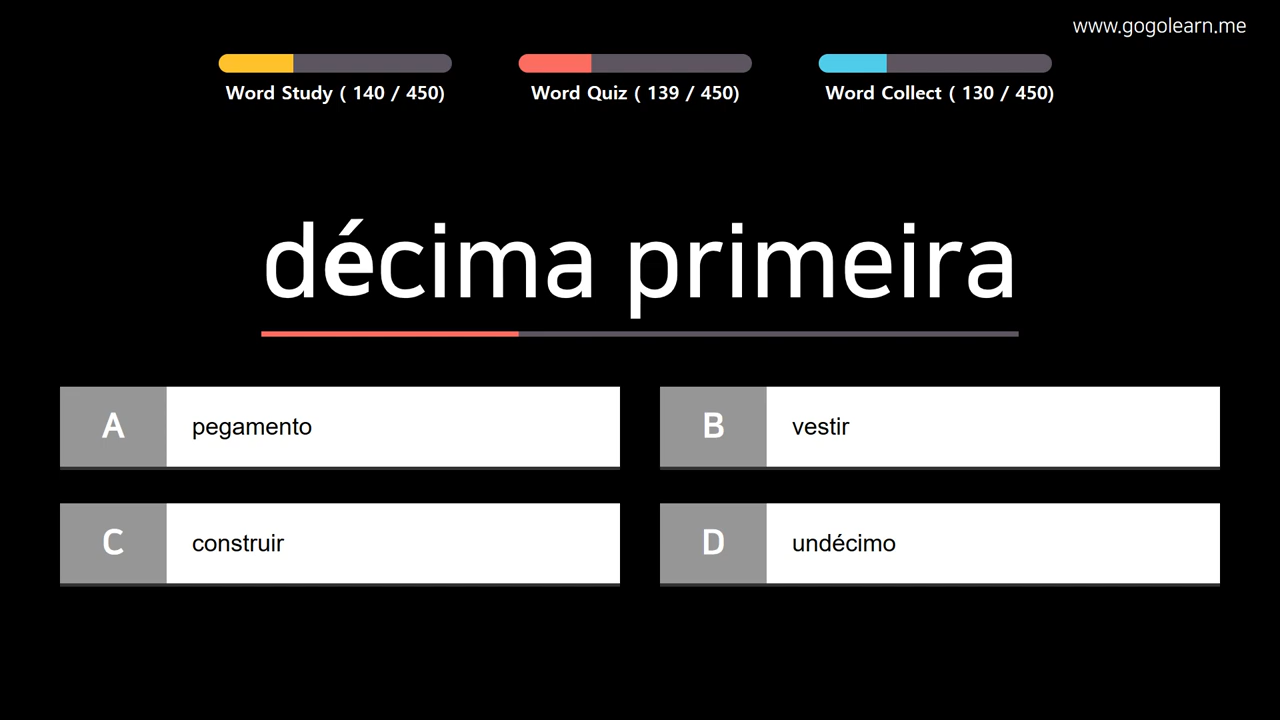 www.gogolearn.me
Word Study ( 140 / 450)
Word Quiz ( 139 / 450)
Word Collect ( 130 / 450)
décima primeira
A pegamento
B vestir
C construir
D undécimo